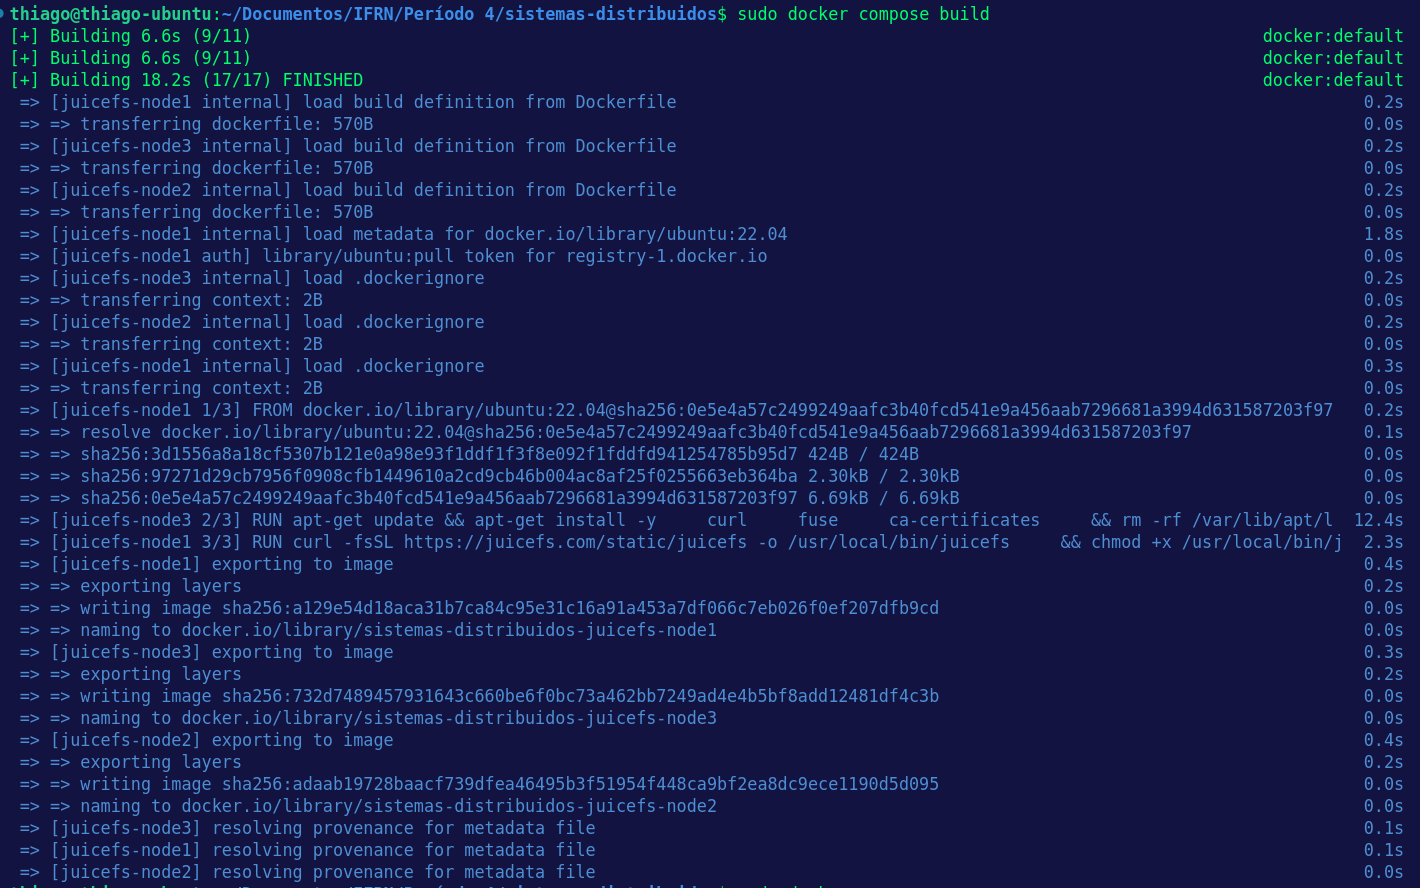 thiago@thiago-ubuntu:~/Documentos/IFRN/Período 4/sistemas-distribuidos$ sudo docker compose build
[+] Building 6.6s (9/11) docker:default
[+] Building 6.6s (9/11) docker:default
[+] Building 18.2s (17/17) FINISHED docker:default
=> [juicefs-node1 internal] load build definition from Dockerfile 0.2s
=> => transferring dockerfile: 570B 0.0s
=> [juicefs-node3 internal] load build definition from Dockerfile 0.2s
=> => transferring dockerfile: 570B 0.0s
=> [juicefs-node2 internal] load build definition from Dockerfile 0.2s
=> => transferring dockerfile: 570B 0.0s
=> [juicefs-node1 internal] load metadata for docker.io/library/ubuntu:22.04 1.8s
=> [juicefs-node1 auth] library/ubuntu:pull token for registry-1.docker.io 0.0s
=> [juicefs-node3 internal] load .dockerignore 0.2s
=> => transferring context: 2B 0.0s
=> [juicefs-node2 internal] load .dockerignore 0.2s
=> => transferring context: 2B 0.0s
=> [juicefs-node1 internal] load .dockerignore 0.3s
=> => transferring context: 2B 0.0s
=> [juicefs-node1 1/3] FROM docker.io/library/ubuntu:22.04@sha256:0e5e4a57c2499249aafc3b40fcd541e9a456aab7296681a3994d631587203f97 0.2s
=> => resolve docker.io/library/ubuntu:22.04@sha256:0e5e4a57c2499249aafc3b40fcd541e9a456aab7296681a3994d631587203f97 0.1s
=> => sha256:3d1556a8a18cf5307b121e0a98e93f1ddf1f3f8e092f1fddfd941254785b95d7 424B / 424B 0.0s
=> => sha256:97271d29cb7956f0908cfb1449610a2cd9cb46b004ac8af25f0255663eb364ba 2.30kB / 2.30kB 0.0s
=> => sha256:0e5e4a57c2499249aafc3b40fcd541e9a456aab7296681a3994d631587203f97 6.69kB / 6.69kB 0.0s
=> [juicefs-node3 2/3] RUN apt-get update && apt-get install -y     curl     fuse     ca-certificates     && rm -rf /var/lib/apt/l 12.4s
=> [juicefs-node1 3/3] RUN curl -fsSL https://juicefs.com/static/juicefs -o /usr/local/bin/juicefs     && chmod +x /usr/local/bin/j 2.3s
=> [juicefs-node1] exporting to image 0.4s
=> => exporting layers 0.2s
=> => writing image sha256:a129e54d18aca31b7ca84c95e31c16a91a453a7df066c7eb026f0ef207dfb9cd 0.0s
=> => naming to docker.io/library/sistemas-distribuidos-juicefs-node1 0.0s
=> [juicefs-node3] exporting to image 0.3s
=> => exporting layers 0.2s
=> => writing image sha256:732d7489457931643c660be6f0bc73a462bb7249ad4e4b5bf8add12481df4c3b 0.0s
=> => naming to docker.io/library/sistemas-distribuidos-juicefs-node3 0.0s
=> [juicefs-node2] exporting to image 0.4s
=> => exporting layers 0.2s
=> => writing image sha256:adaab19728baacf739dfea46495b3f51954f448ca9bf2ea8dc9ece1190d5d095 0.0s
=> => naming to docker.io/library/sistemas-distribuidos-juicefs-node2 0.0s
=> [juicefs-node3] resolving provenance for metadata file 0.1s
=> [juicefs-node1] resolving provenance for metadata file 0.1s
=> [juicefs-node2] resolving provenance for metadata file 0.0s